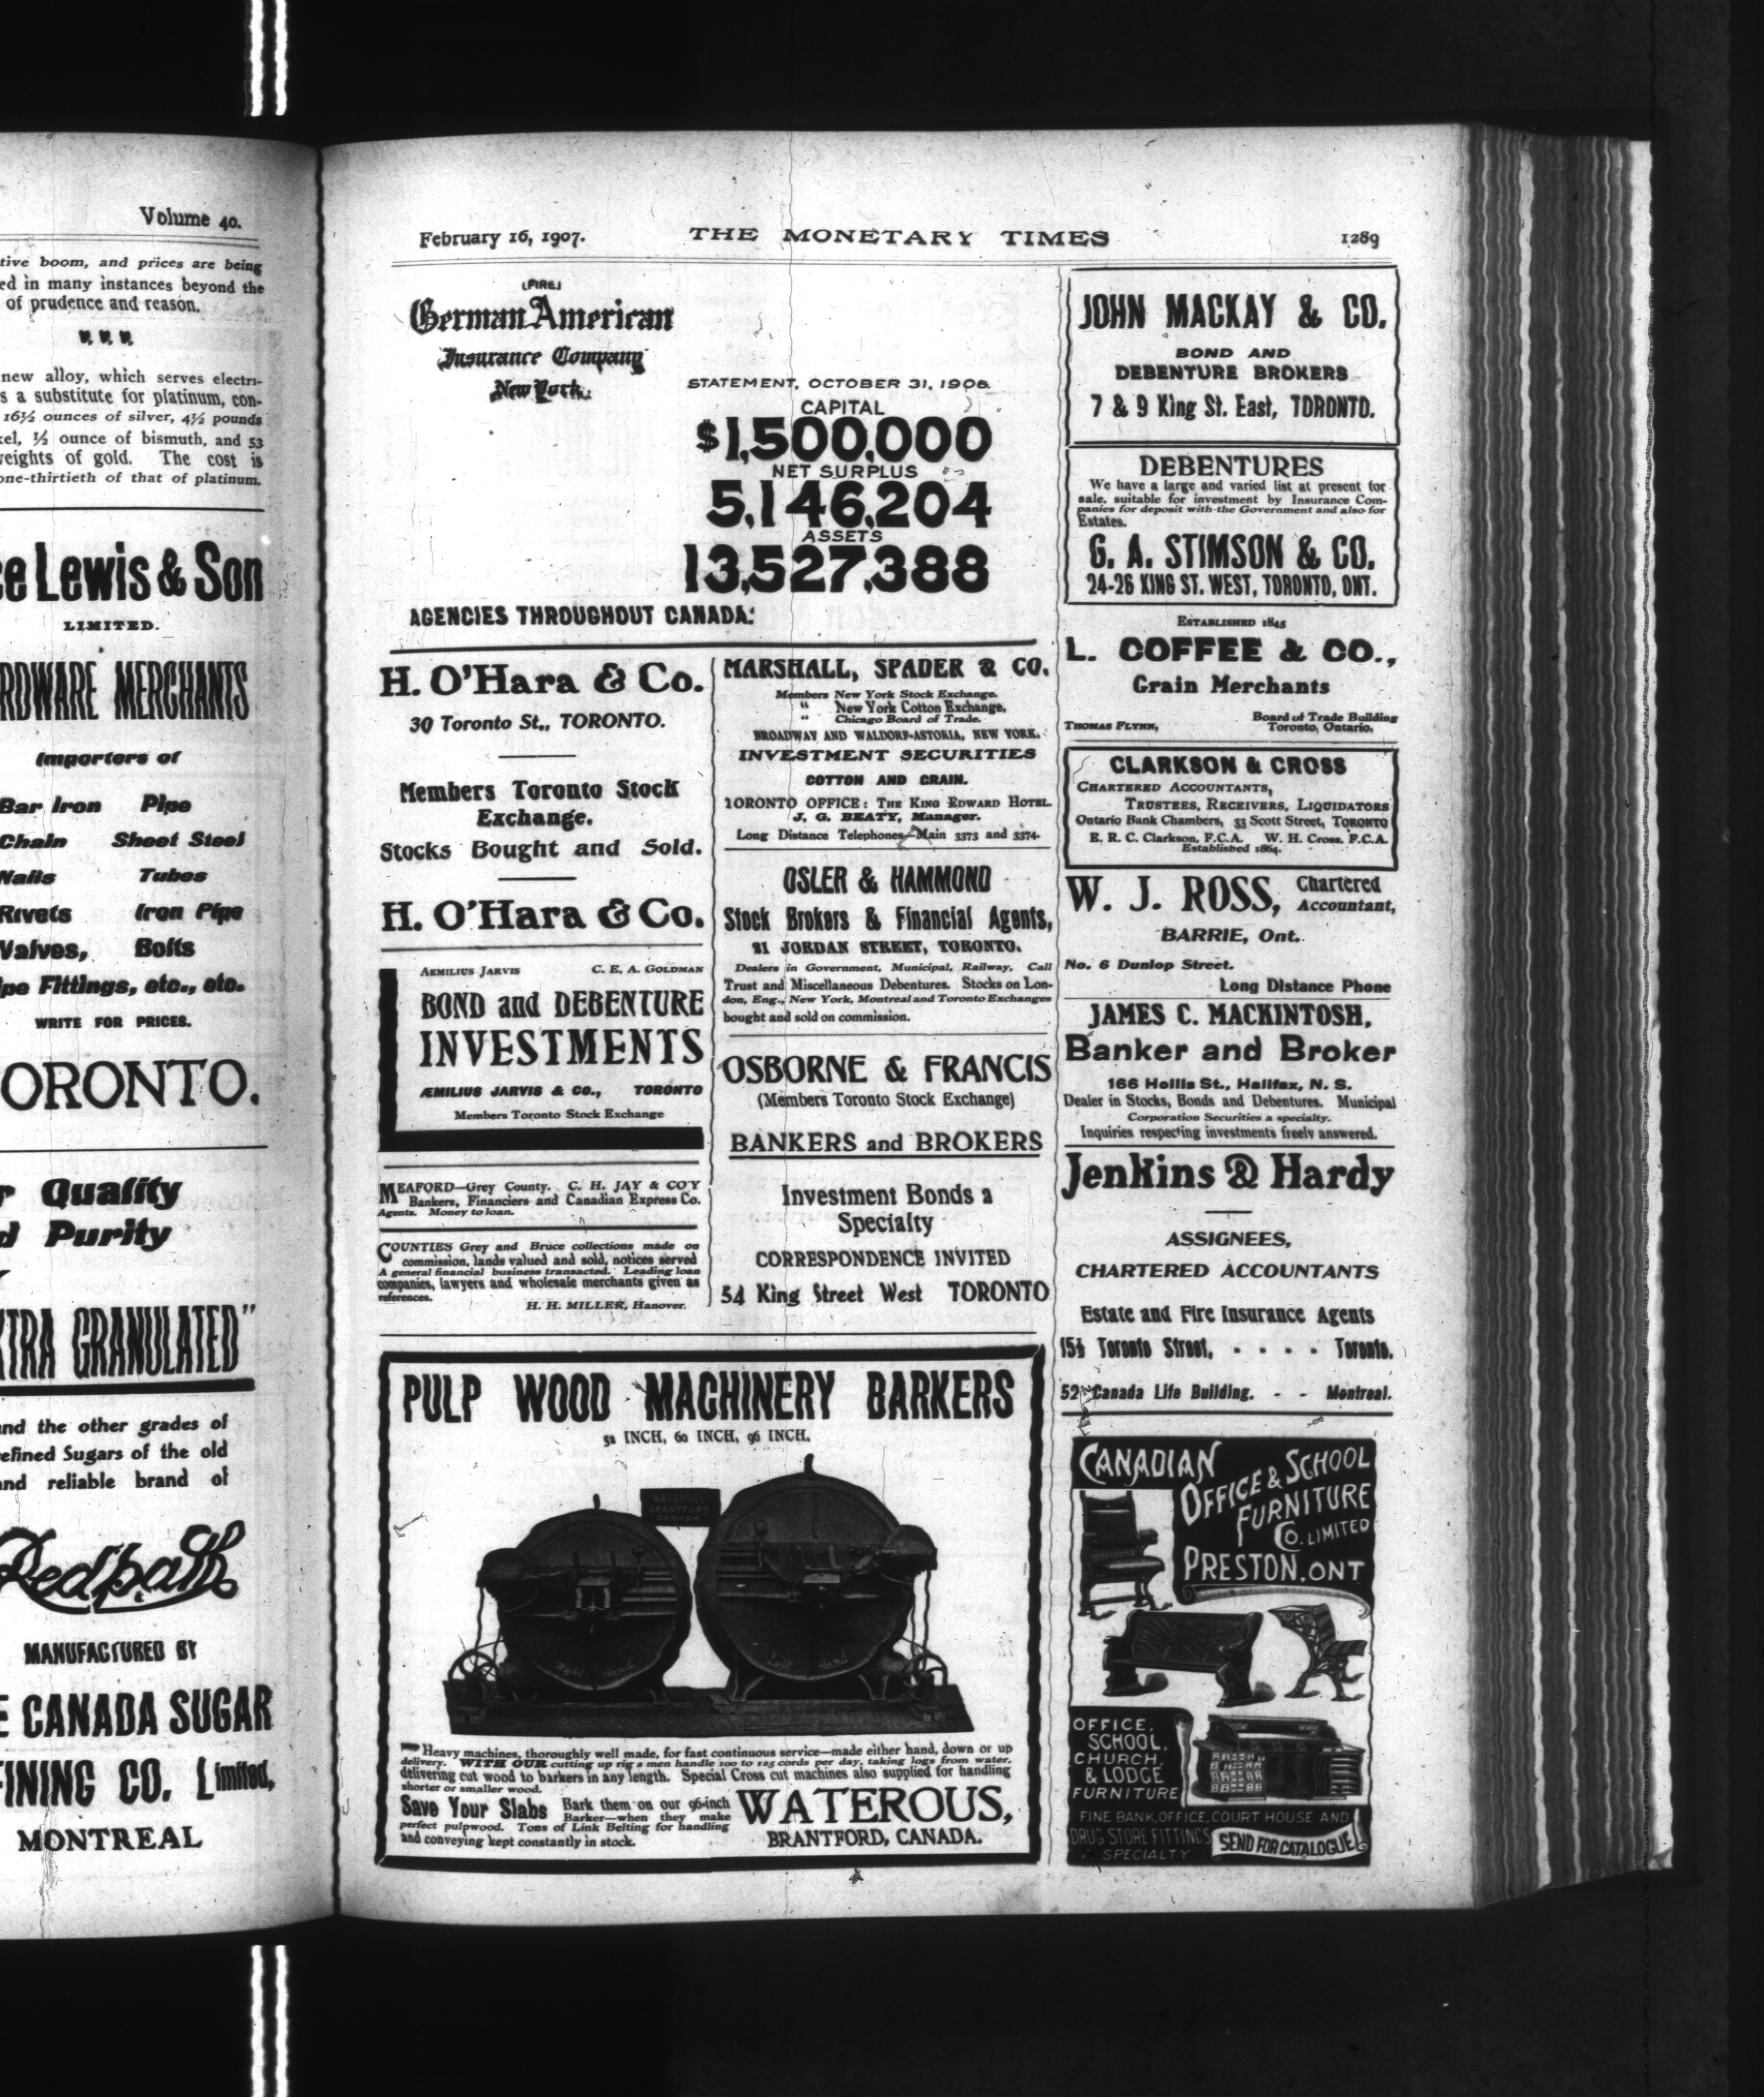 Volume 40.
tive boom, and prices are being
ed in many instances beyond the
of prudence and reason.
new alloy, which serves electri-
s a substitute for platinum, con-
16½ ounces of silver, 4½ pounds
kel, ½ ounce of bismuth, and 53
weights of gold. The cost is
one-thirtieth of that of platinum.
ce Lewis & Son
LIMITED.
RDWARE MERCHANTS
Importers of
Bar Iron Pipe
Chain Sheet Steel
Nails Tubes
Rivets Iron Pipe
Valves, Bolts
ipe Fittings, etc., etc.
WRITE FOR PRICES.
ORONTO.
r Quality
d Purity
XTRA GRANULATED"
and the other grades of
refined Sugars of the old
and reliable brand of
Redpath
MANUFACTURED BY
E CANADA SUGAR
FINING CO. Limited,
MONTREAL
February 16, 1907. THE MONETARY TIMES 1289
(FIRE)
German American
Insurance Company
New York
STATEMENT, OCTOBER 31, 1906.
CAPITAL
$1,500,000
NET SURPLUS
5,146,204
ASSETS
13,527,388
AGENCIES THROUGHOUT CANADA.
H. O'Hara & Co.
30 Toronto St., TORONTO.
Members Toronto Stock
Exchange.
Stocks Bought and Sold.
H. O'Hara & Co.
AEMILIUS JARVIS C. E. A. GOLDMAN
BOND and DEBENTURE
INVESTMENTS
ÆMILIUS JARVIS & CO., TORONTO
Members Toronto Stock Exchange
MEAFORD—Grey County. C. H. JAY & CO'Y
Bankers, Financiers and Canadian Express Co.
Agents. Money to loan.
COUNTIES Grey and Bruce collections made on
commission, lands valued and sold, notices served
A general financial business transacted. Leading loan
companies, lawyers and wholesale merchants given as
references.
H. H. MILLER, Hanover.
MARSHALL, SPADER & CO.
Members New York Stock Exchange.
" New York Cotton Exchange.
" Chicago Board of Trade.
BROADWAY AND WALDORF-ASTORIA, NEW YORK.
INVESTMENT SECURITIES
COTTON AND GRAIN.
TORONTO OFFICE: THE KING EDWARD HOTEL.
J. G. BEATY, Manager.
Long Distance Telephones—Main 3373 and 3374.
OSLER & HAMMOND
Stock Brokers & Financial Agents,
21 JORDAN STREET, TORONTO.
Dealers in Government, Municipal, Railway, Call
Trust and Miscellaneous Debentures. Stocks on Lon-
don, Eng., New York, Montreal and Toronto Exchanges
bought and sold on commission.
OSBORNE & FRANCIS
(Members Toronto Stock Exchange)
BANKERS and BROKERS
Investment Bonds a
Specialty
CORRESPONDENCE INVITED
54 King Street West TORONTO
PULP WOOD MACHINERY BARKERS
52 INCH, 60 INCH, 96 INCH.
WATEROUS
BRANTFORD
CANADA
Right Hand
Left Hand
Heavy machines, thoroughly well made, for fast continuous service—made either hand, down or up
delivery. WITH OUR cutting up rig 2 men handle 100 to 125 cords per day, taking logs from water,
delivering cut wood to barkers in any length. Special Cross cut machines also supplied for handling
shorter or smaller wood.
Save Your Slabs Bark them on our 96-inch
Barker—when they make
perfect pulpwood. Tons of Link Belting for handling
and conveying kept constantly in stock.
WATEROUS,
BRANTFORD, CANADA.
JOHN MACKAY & CO.
BOND AND
DEBENTURE BROKERS
7 & 9 King St. East, TORONTO.
DEBENTURES
We have a large and varied list at present for
sale, suitable for investment by Insurance Com-
panies for deposit with the Government and also for
Estates.
G. A. STIMSON & CO.
24-26 KING ST. WEST, TORONTO, ONT.
ESTABLISHED 1845
L. COFFEE & CO.,
Grain Merchants
THOMAS FLYNN, Board of Trade Building
Toronto, Ontario.
CLARKSON & CROSS
CHARTERED ACCOUNTANTS,
TRUSTEES, RECEIVERS, LIQUIDATORS
Ontario Bank Chambers, 33 Scott Street, TORONTO
E. R. C. Clarkson, F.C.A. W. H. Cross, F.C.A.
Established 1864.
W. J. ROSS, Chartered
Accountant,
BARRIE, Ont.
No. 6 Dunlop Street.
Long Distance Phone
JAMES C. MACKINTOSH,
Banker and Broker
166 Hollis St., Halifax, N. S.
Dealer in Stocks, Bonds and Debentures. Municipal
Corporation Securities a specialty.
Inquiries respecting investments freely answered.
Jenkins & Hardy
ASSIGNEES,
CHARTERED ACCOUNTANTS
Estate and Fire Insurance Agents
15½ Toronto Street, - - - - Toronto.
52 Canada Life Building. - - Montreal.
CANADIAN
OFFICE & SCHOOL
FURNITURE
CO. LIMITED
PRESTON. ONT
OFFICE,
SCHOOL,
CHURCH,
& LODGE
FURNITURE
FINE BANK, OFFICE, COURT HOUSE AND
DRUG STORE FITTINGS
A SPECIALTY
SEND FOR CATALOGUE